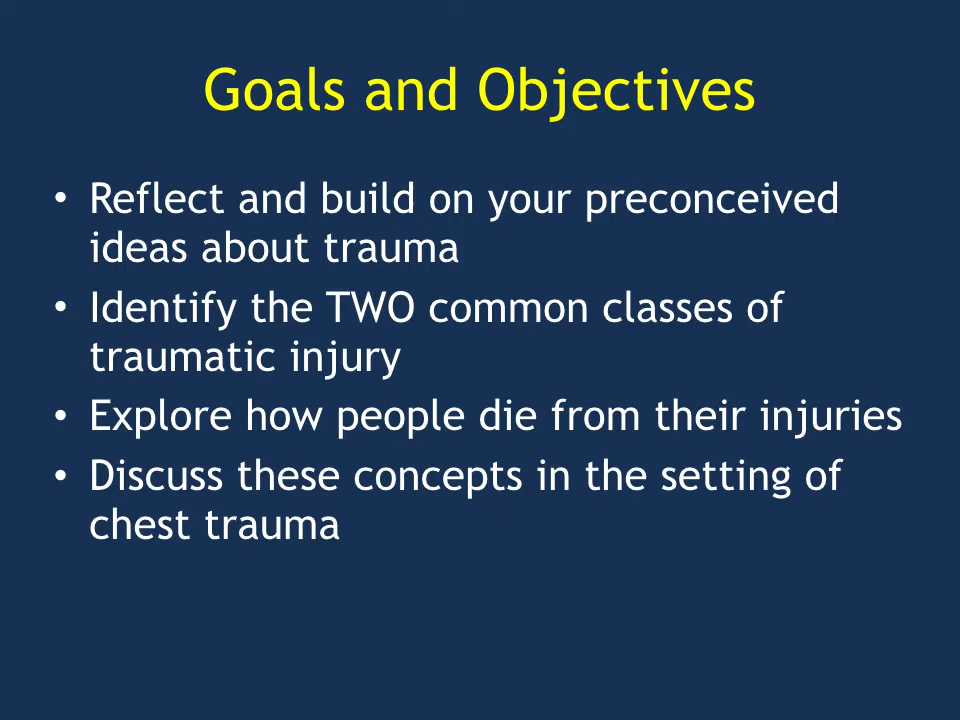 Goals and Objectives
• Reflect and build on your preconceived
ideas about trauma
• Identify the TWO common classes of
traumatic injury
• Explore how people die from their injuries
• Discuss these concepts in the setting of
chest trauma